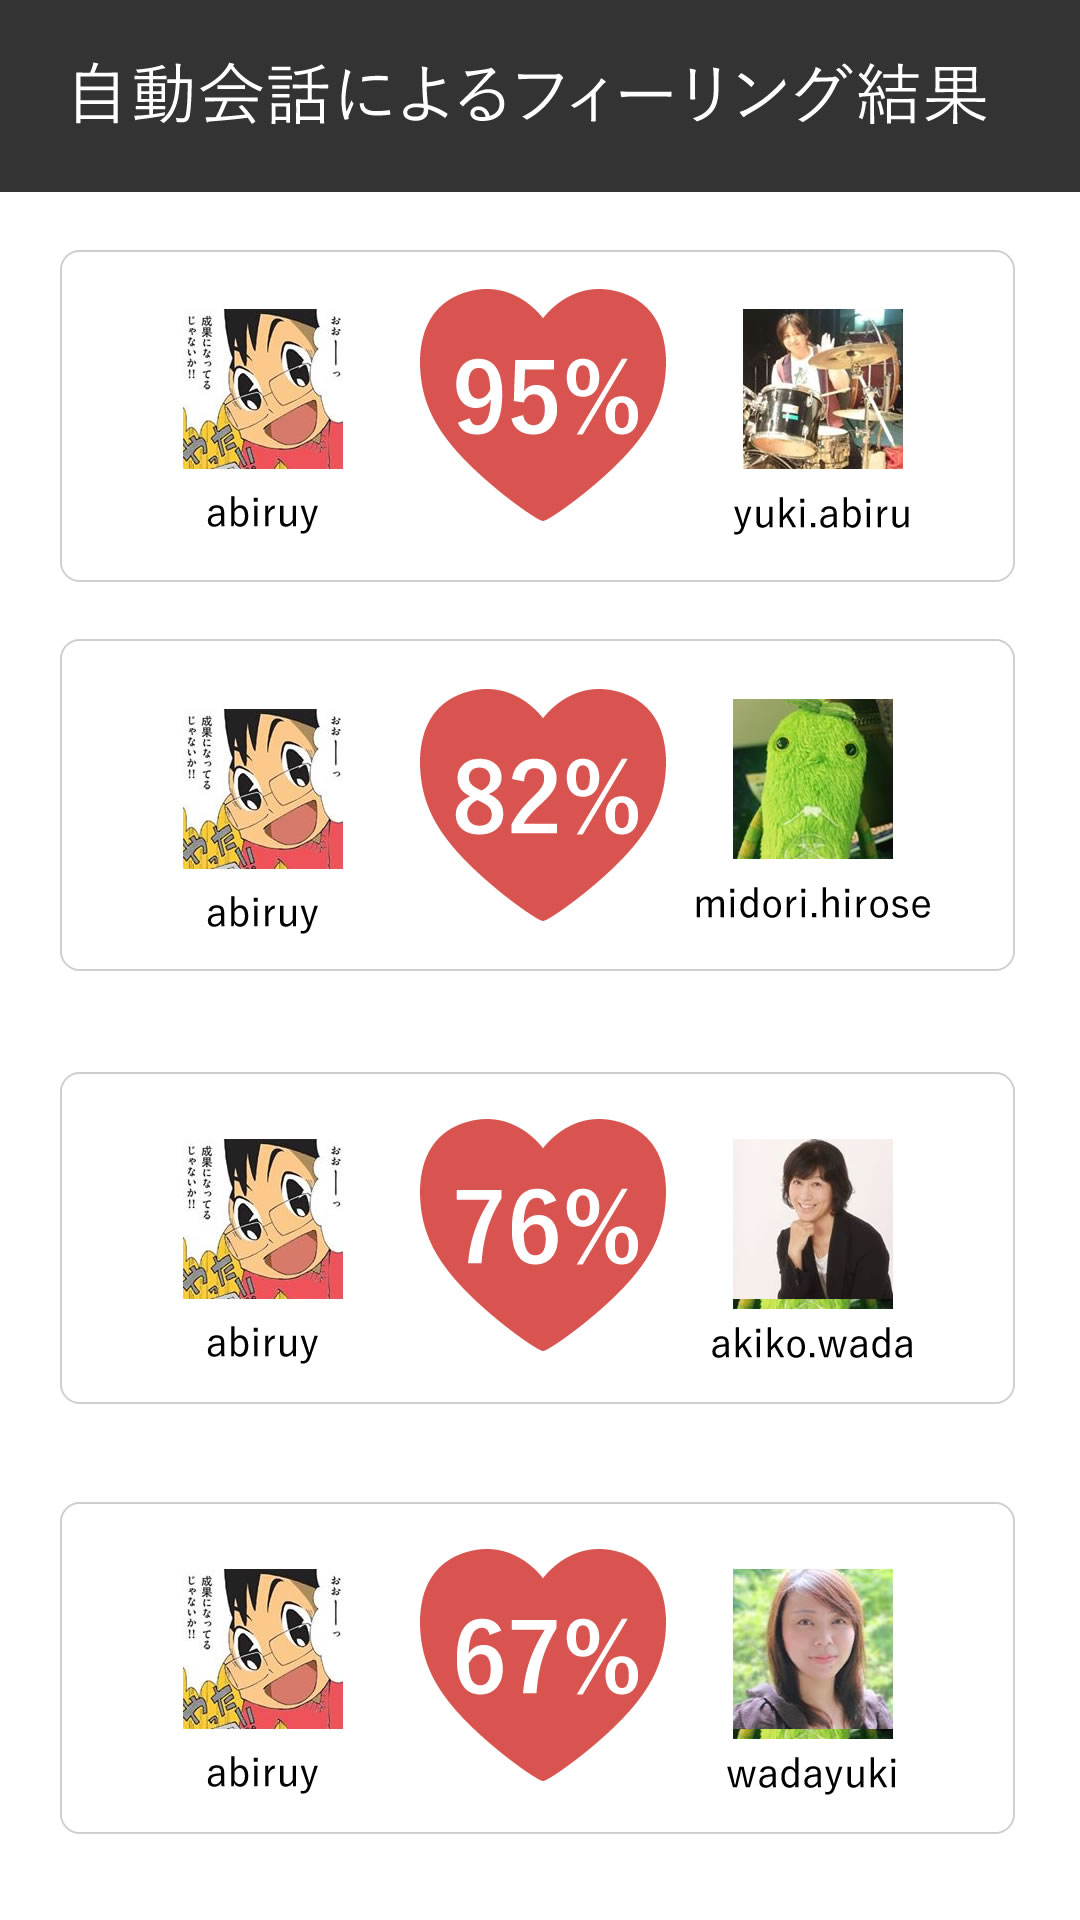 自動会話によるフィーリング結果
おおーっ
成果になってる
じゃないか!!
やった
95%
abiruy
yuki.abiru
おおーっ
成果になってる
じゃないか!!
やった
82%
abiruy
midori.hirose
おおーっ
成果になってる
じゃないか!!
やった
76%
abiruy
akiko.wada
おおーっ
成果になってる
じゃないか!!
やった
67%
abiruy
wadayuki